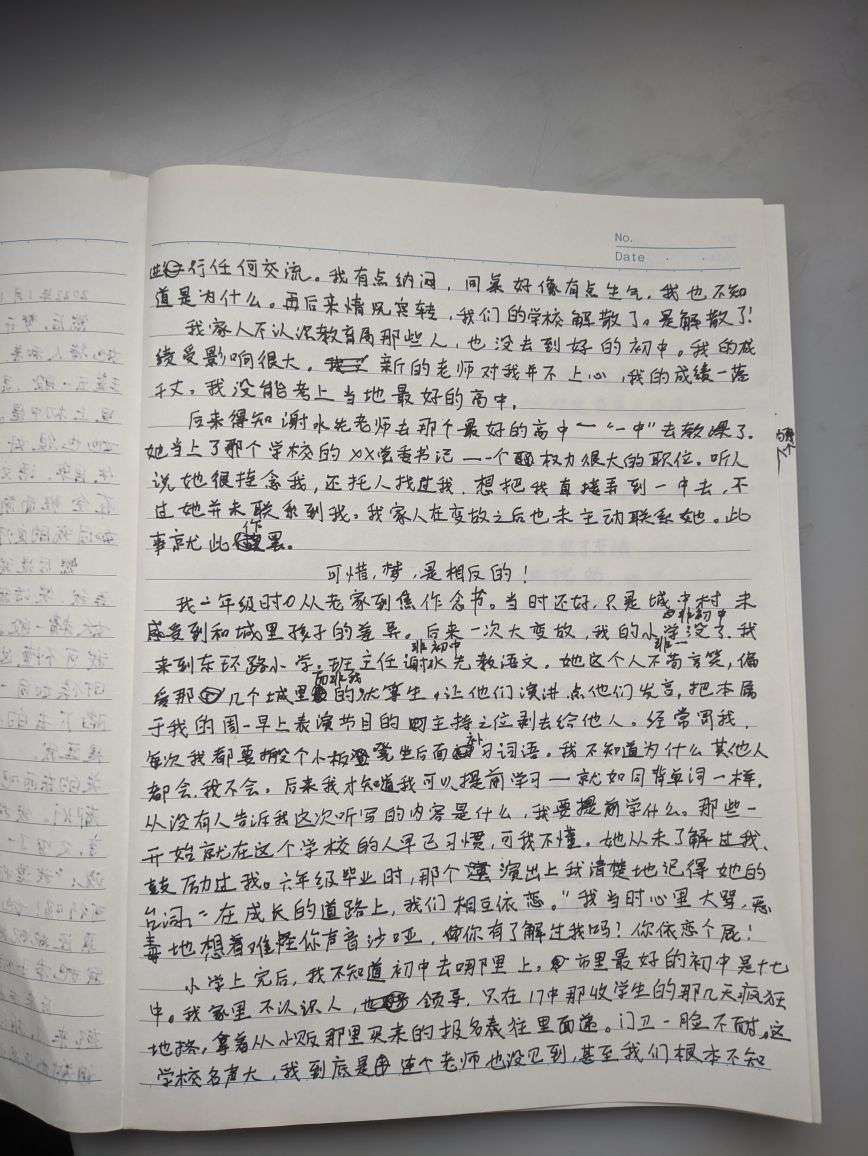 No.
Date
进行任何交流。我有点纳闷，同桌好像有点生气，我也不知
道是为什么。再后来情况突转，我们的学校解散了。是解散了！
我家人不认识教育局那些人，也没去到好的初中。我的成
绩受影响很大。新的老师对我并不上心，我的成绩一落
千丈。我没能考上当地最好的高中。
后来得知谢水先老师去那个最好的高中一“一中”去教课了。
她当上了那个学校的XX党委书记——一个权力很大的职位。听人
说她很挂念我，还托人找过我，想把我直接弄到一中去，不
过她并未联系到我。我家人在变故之后也未主动联系她。此
事就此作罢。
可惜，梦，是相反的！
我二年级时从老家到焦作念书。当时还好，只是城中村，未
感受到和城里孩子的差异。后来一次大变故，我的小学没了，我
非初中
来到东环路小学。班主任谢水先教语文。她这个人不苟言笑，偏
非初中
爱那几个城里的优等生，让他们演讲，点他们发言，把本属
而非我
于我的周一早上表演节目的主持之位剥去给他人。经常骂我，
每次我都要搬个小板凳坐后面补习词语。我不知道为什么其他人
都会，我不会。后来我才知道我可以提前学习一就如同背单词一样，
从没有人告诉我这次听写的内容是什么，我要提前学什么。那些一
开始就在这个学校的人早已习惯，可我不懂。她从未了解过我、
鼓励过我。六年级毕业时，那个演出上我清楚地记得她的
台词，“在成长的道路上，我们相互依恋。”我当时心里大骂，恶
毒地想着难怪你声音沙哑，你有了解过我吗？你依恋个屁！
小学上完后，我不知道初中去哪里上。市里最好的初中是十七
中。我家里不认识人，领导，只在17中那收学生的那几天疯狂
地挤，拿着从小贩那里买来的报名表往里面递。门卫一脸不耐。这
学校名声大，我到底是连个老师也没见到，甚至我们根本不知